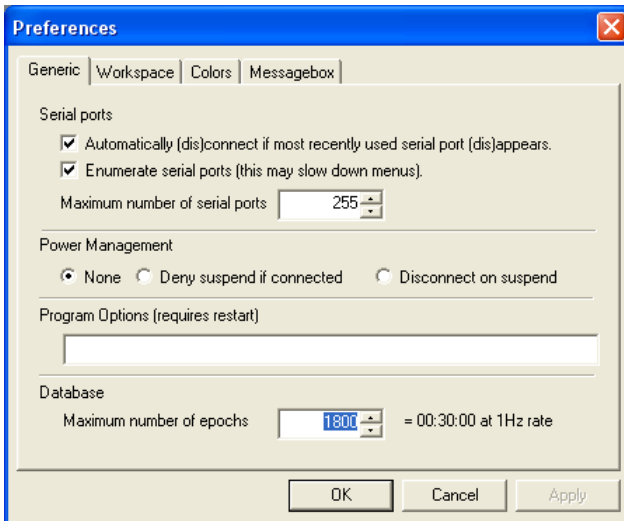 Preferences
Generic Workspace Colors Messagebox
Serial ports
Automatically (dis)connect if most recently used serial port (dis)appears.
Enumerate serial ports (this may slow down menus).
Maximum number of serial ports 255
Power Management
None Deny suspend if connected Disconnect on suspend
Program Options (requires restart)
Database
Maximum number of epochs 1800 = 00:30:00 at 1Hz rate
OK Cancel Apply